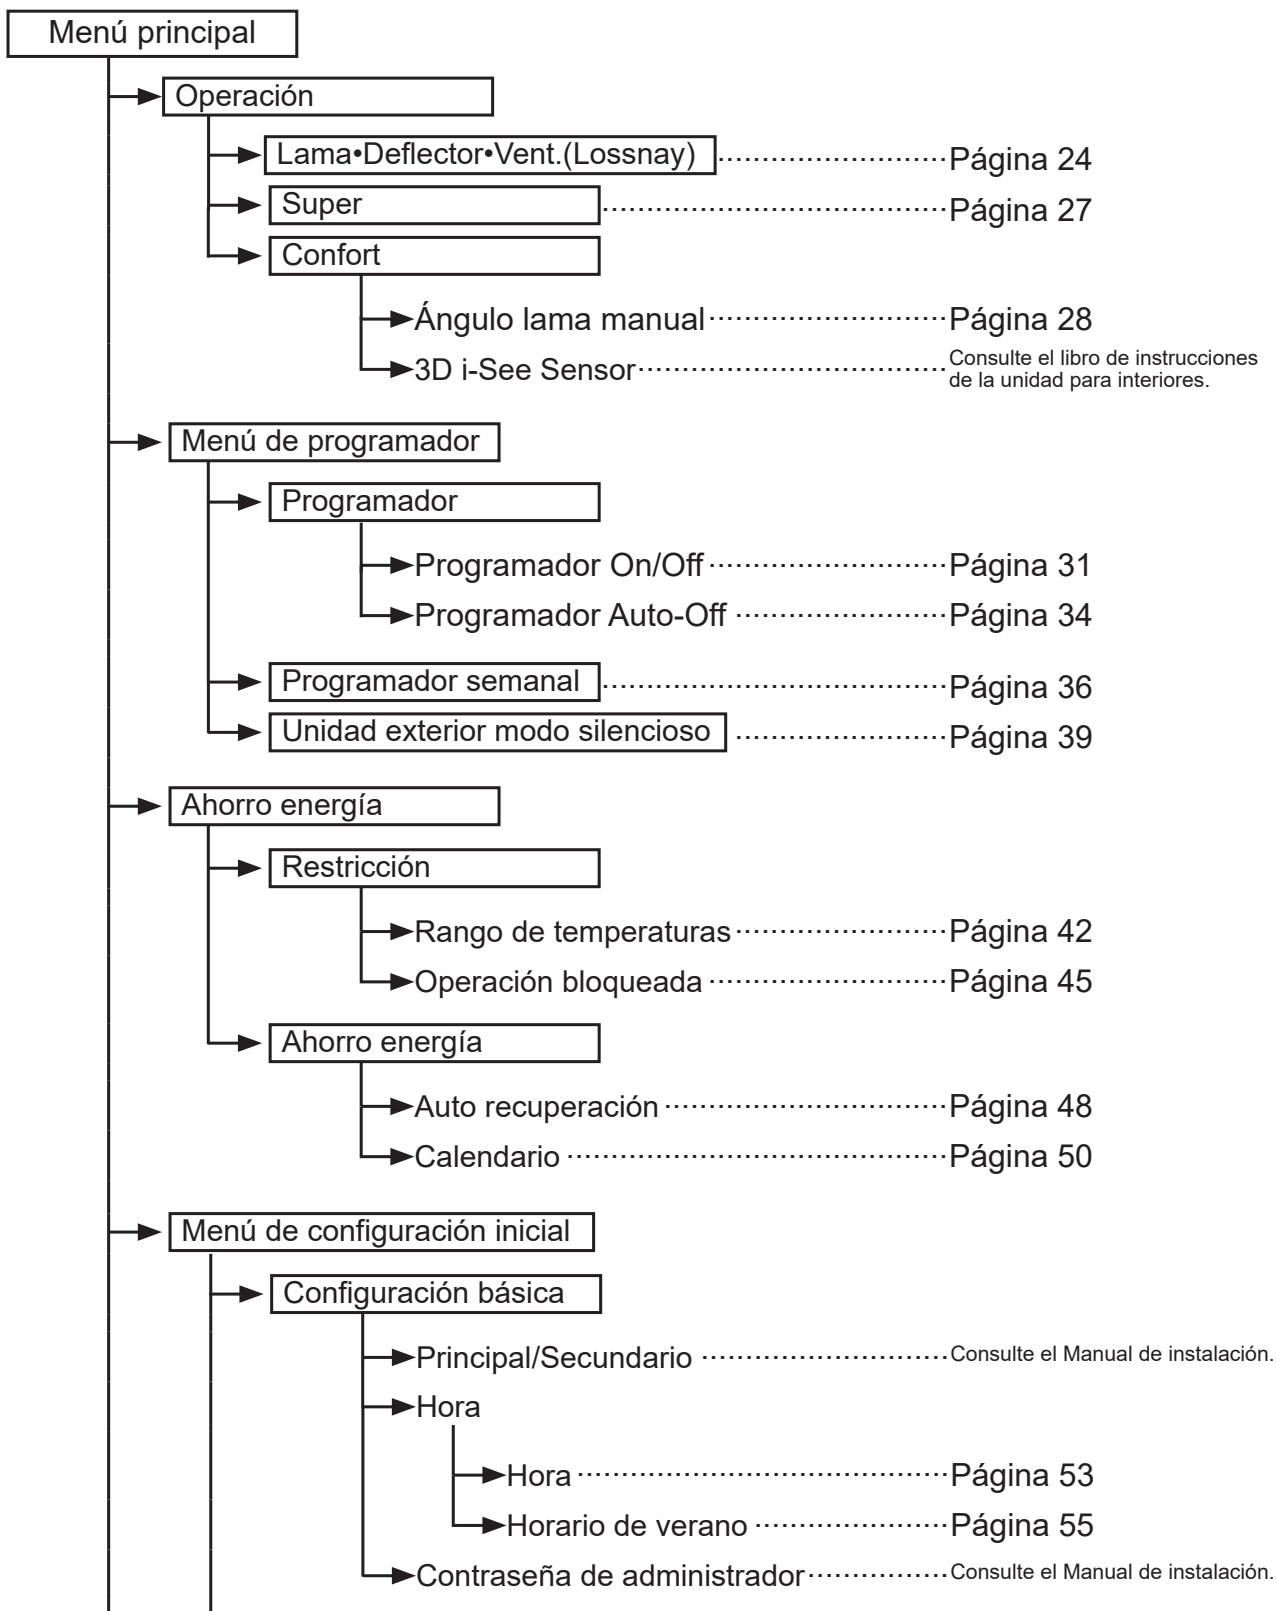 Menú principal
Operación
Lama•Deflector•Vent.(Lossnay) Página 24
Super Página 27
Confort
Ángulo lama manual Página 28
3D i-See Sensor Consulte el libro de instrucciones
de la unidad para interiores.
Menú de programador
Programador
Programador On/Off Página 31
Programador Auto-Off Página 34
Programador semanal Página 36
Unidad exterior modo silencioso Página 39
Ahorro energía
Restricción
Rango de temperaturas Página 42
Operación bloqueada Página 45
Ahorro energía
Auto recuperación Página 48
Calendario Página 50
Menú de configuración inicial
Configuración básica
Principal/Secundario Consulte el Manual de instalación.
Hora
Hora Página 53
Horario de verano Página 55
Contraseña de administrador Consulte el Manual de instalación.